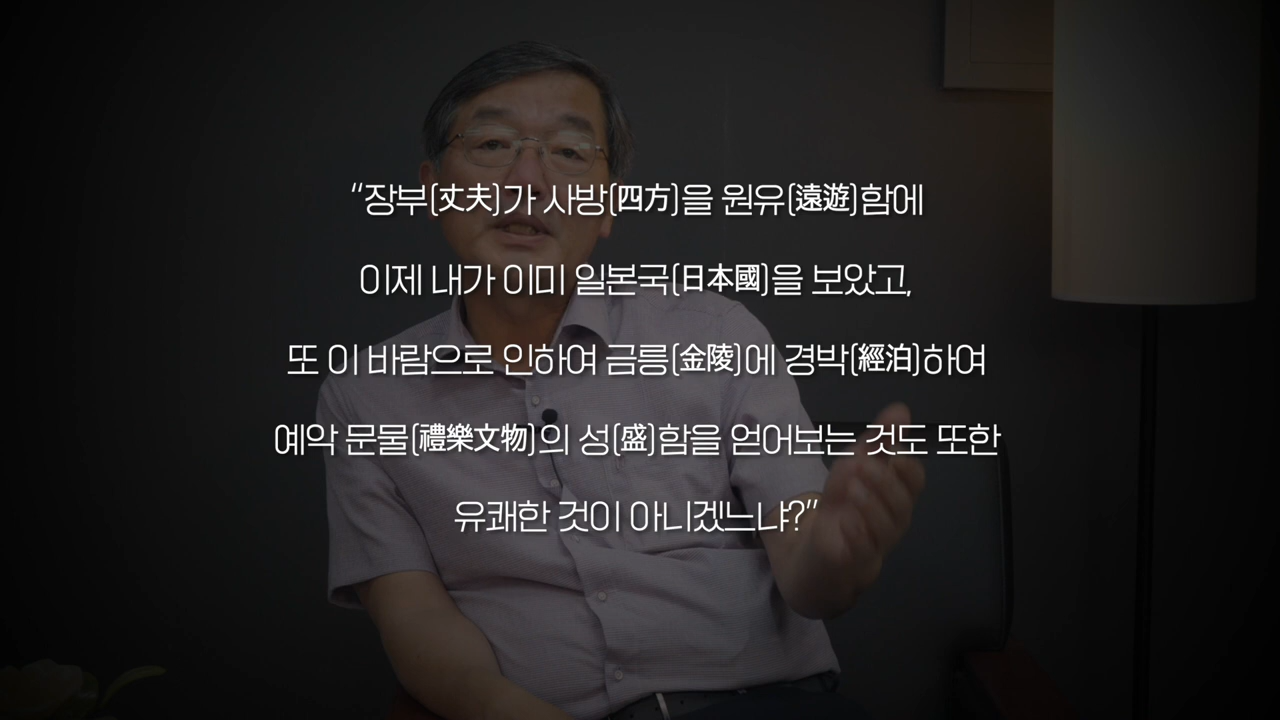 “장부(丈夫)가 사방(四方)을 원유(遠遊)함에
이제 내가 이미 일본국(日本國)을 보았고,
또 이 바람으로 인하여 금릉(金陵)에 경박(經泊)하여
예악 문물(禮樂文物)의 성(盛)함을 얻어보는 것도 또한
유쾌한 것이 아니겠느냐?”